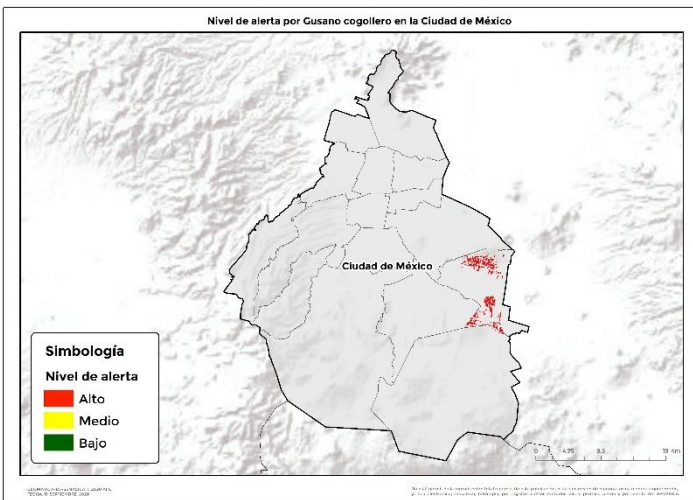 Nivel de alerta por Gusano cogollero en la Ciudad de México
Ciudad de México
Simbología
Nivel de alerta
Alto
Medio
Bajo
0 4.75 9.5 19 Km